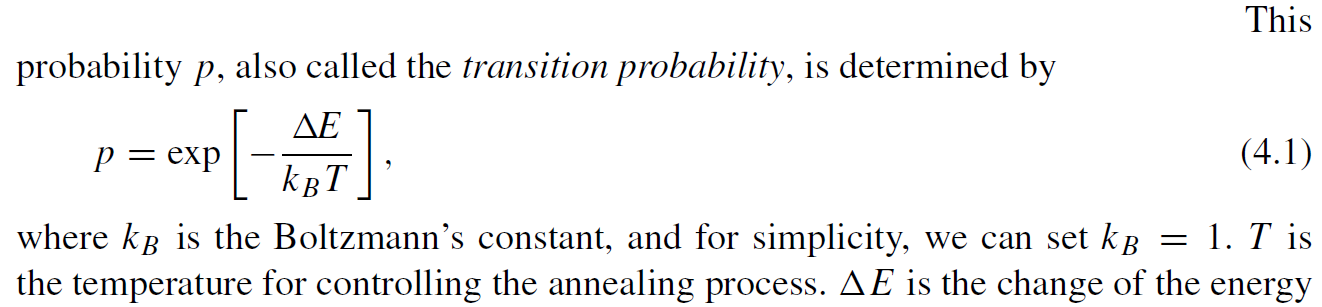 This
probability p, also called the transition probability, is determined by
p = exp[−ΔE/(k_B T)], (4.1)
where k_B is the Boltzmann’s constant, and for simplicity, we can set k_B = 1. T is
the temperature for controlling the annealing process. ΔE is the change of the energy